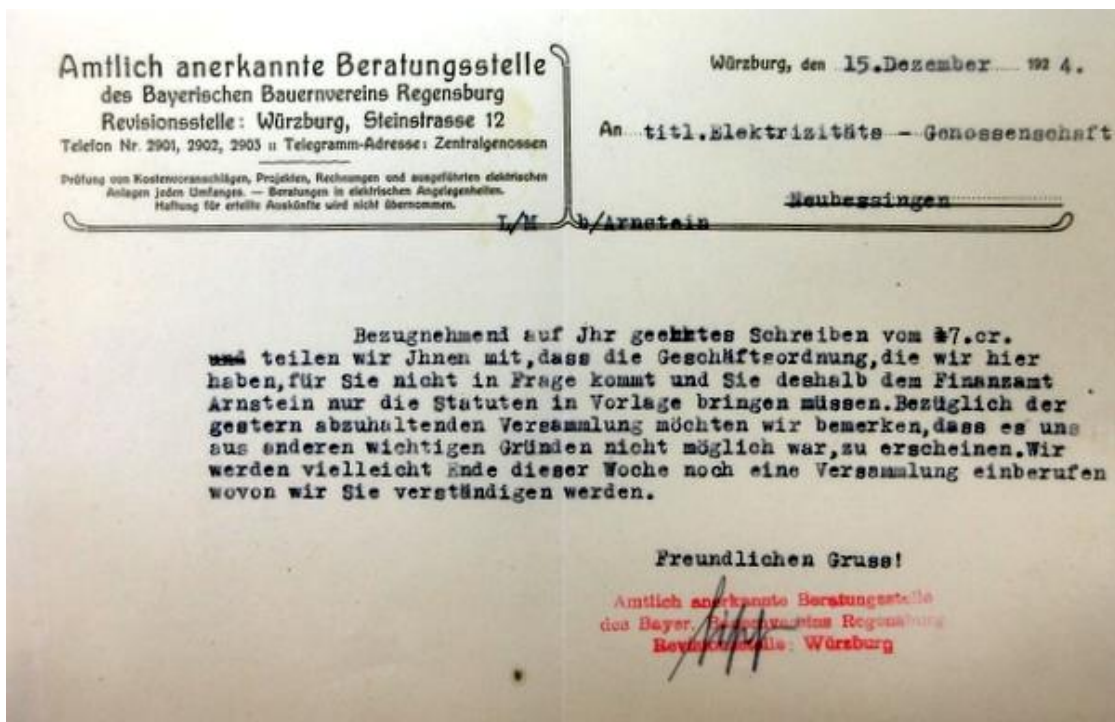 Amtlich anerkannte Beratungsstelle
des Bayerischen Bauernvereins Regensburg
Revisionsstelle: Würzburg, Steinstrasse 12
Telefon Nr. 2901, 2902, 2903 :: Telegramm-Adresse: Zentralgenossen
Prüfung von Kostenvoranschlägen, Projekten, Rechnungen und ausgeführten elektrischen
Anlagen jeden Umfanges. — Beratungen in elektrischen Angelegenheiten.
Haftung für erteilte Auskünfte wird nicht übernommen.
L/M
Würzburg, den 15.Dezember 1924.
An titl.Elektrizitäts - Genossenschaft
Neubessingen
b/Arnstein
Bezugnehmend auf Jhr geehrtes Schreiben vom 17.cr.
und teilen wir Jhnen mit,dass die Geschäftsordnung,die wir hier
haben,für Sie nicht in Frage kommt und Sie deshalb dem Finanzamt
Arnstein nur die Statuten in Vorlage bringen müssen.Bezüglich der
gestern abzuhaltenden Versammlung möchten wir bemerken,dass es uns
aus anderen wichtigen Gründen nicht möglich war,zu erscheinen.Wir
werden vielleicht Ende dieser Woche noch eine Versammlung einberufen
wovon wir Sie verständigen werden.
Freundlichen Gruss!
Amtlich anerkannte Beratungsstelle
des Bayer. Bauernvereins Regensburg
Revisionsstelle: Würzburg